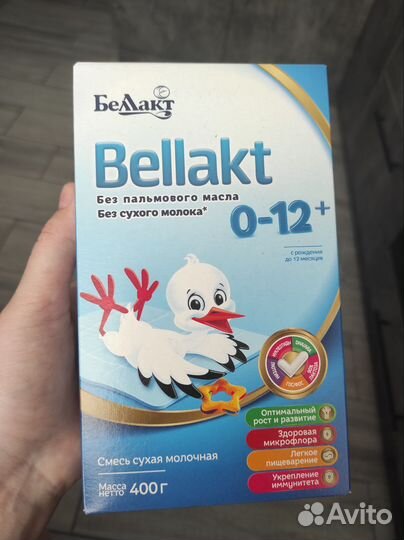 Беллакт
Bellakt
Без пальмового масла
Без сухого молока*
0-12+
с рождения
до 12 месяцев
Оптимальный
рост и развитие
Здоровая
микрофлора
Легкое
пищеварение
Укрепление
иммунитета
Смесь сухая молочная
Масса
нетто 400 г
Avito